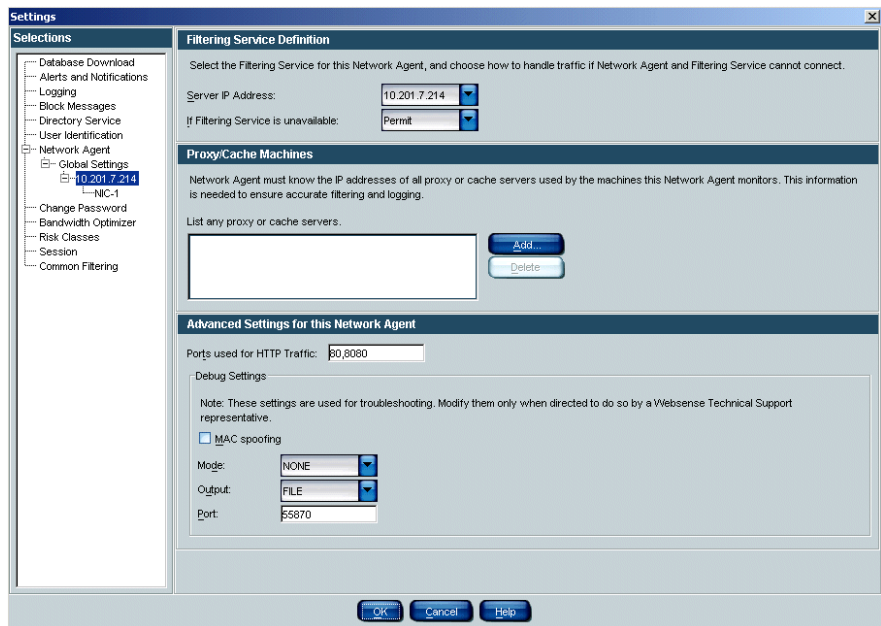 Settings
Selections
Database Download
Alerts and Notifications
Logging
Block Messages
Directory Service
User Identification
Network Agent
Global Settings
10.201.7.214
NIC-1
Change Password
Bandwidth Optimizer
Risk Classes
Session
Common Filtering
Filtering Service Definition
Select the Filtering Service for this Network Agent, and choose how to handle traffic if Network Agent and Filtering Service cannot connect.
Server IP Address:
10.201.7.214
If Filtering Service is unavailable:
Permit
Proxy/Cache Machines
Network Agent must know the IP addresses of all proxy or cache servers used by the machines this Network Agent monitors. This information
is needed to ensure accurate filtering and logging.
List any proxy or cache servers.
Add...
Delete
Advanced Settings for this Network Agent
Ports used for HTTP Traffic:
80,8080
Debug Settings
Note: These settings are used for troubleshooting. Modify them only when directed to do so by a Websense Technical Support
representative.
MAC spoofing
Mode:
NONE
Output:
FILE
Port:
55870
OK
Cancel
Help